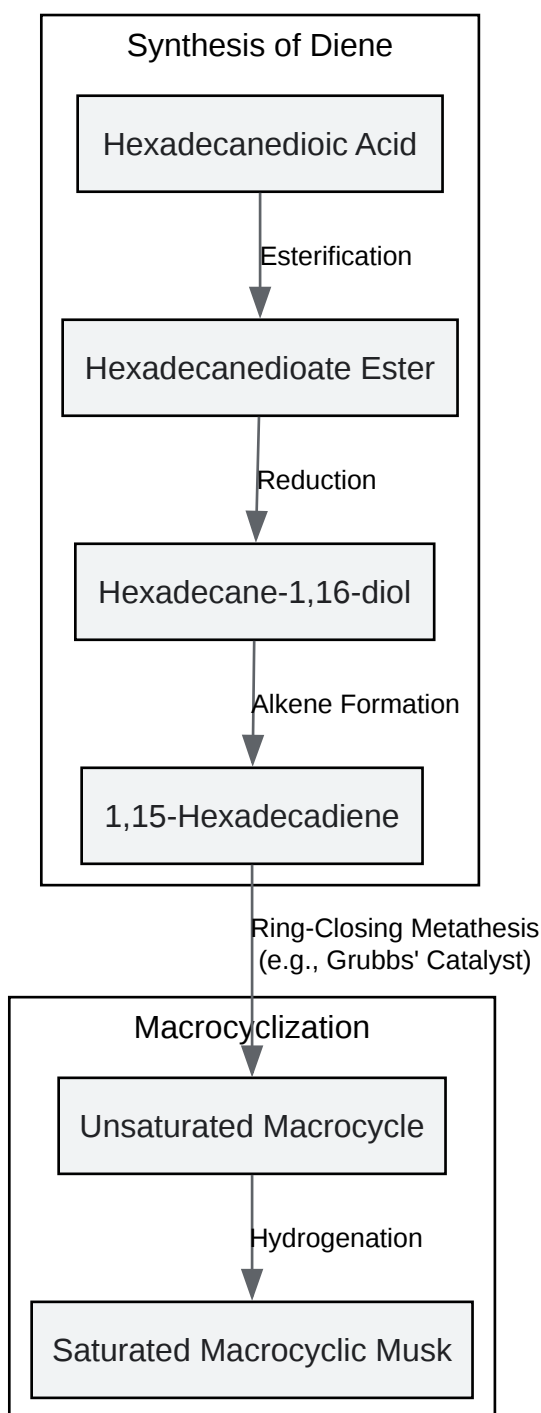 Synthesis of Diene
Hexadecanedioic Acid
Esterification
Hexadecanedioate Ester
Reduction
Hexadecane-1,16-diol
Alkene Formation
1,15-Hexadecadiene
Ring-Closing Metathesis
(e.g., Grubbs' Catalyst)
Macrocyclization
Unsaturated Macrocycle
Hydrogenation
Saturated Macrocyclic Musk